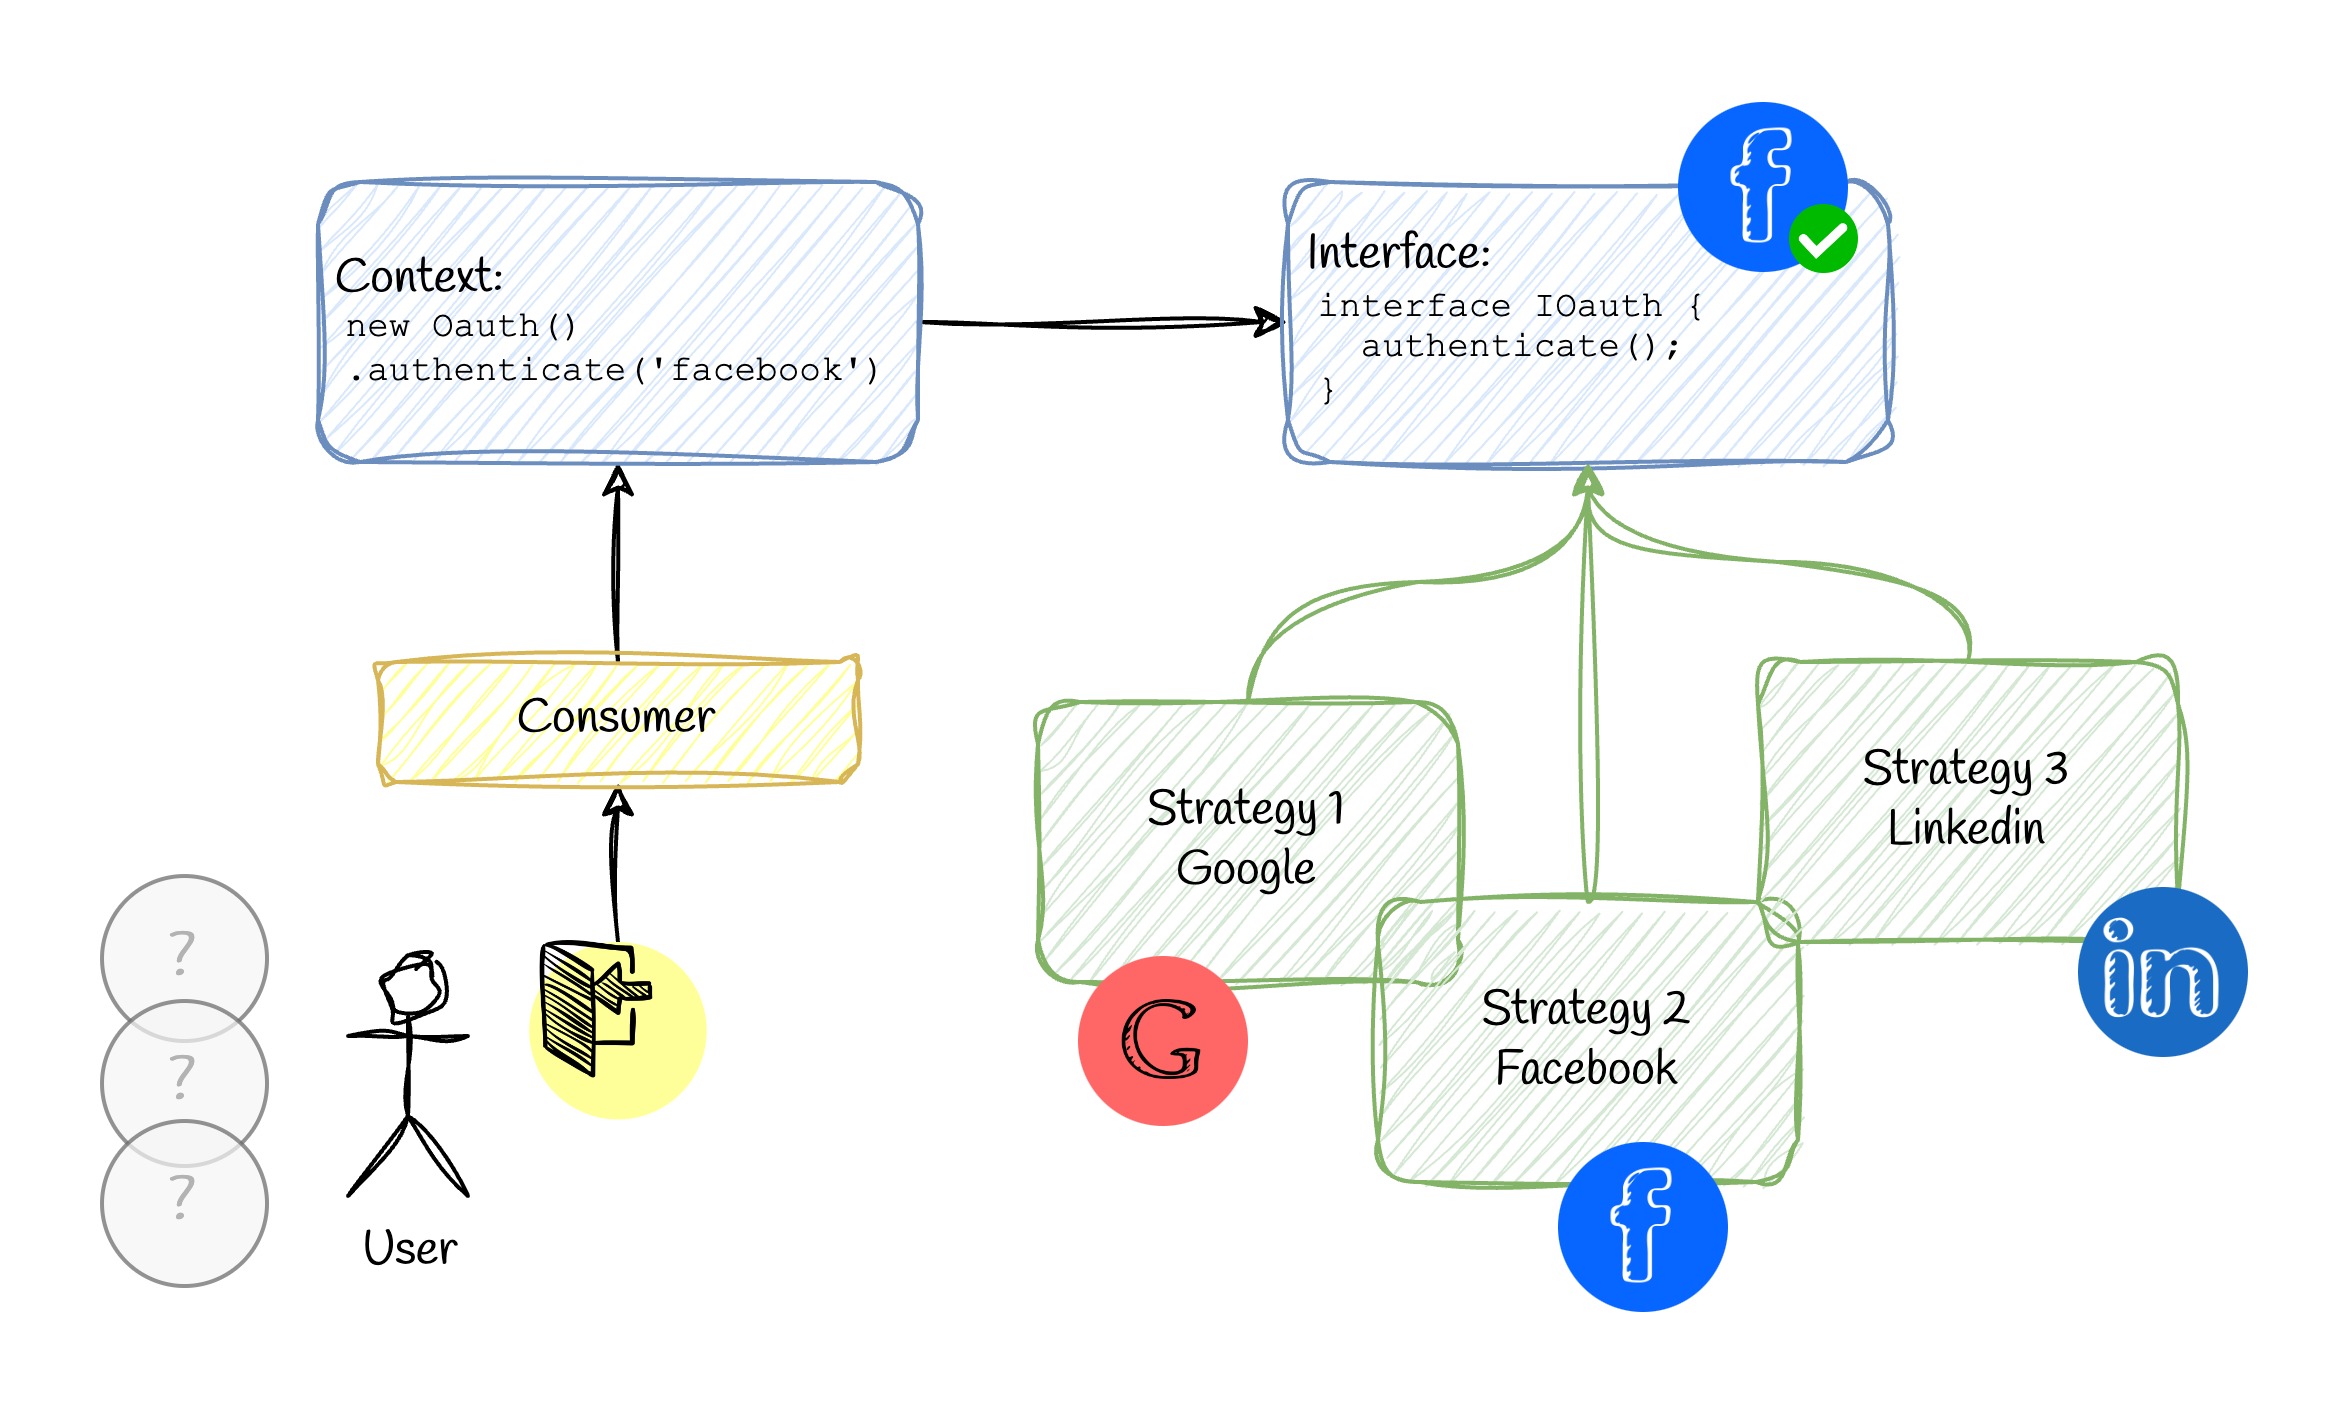 Context:
new Oauth()
.authenticate('facebook')
Interface:
interface IOauth {
authenticate();
}
f
Consumer
Strategy 1
Google
G
Strategy 2
Facebook
f
Strategy 3
Linkedin
in
?
?
?
User